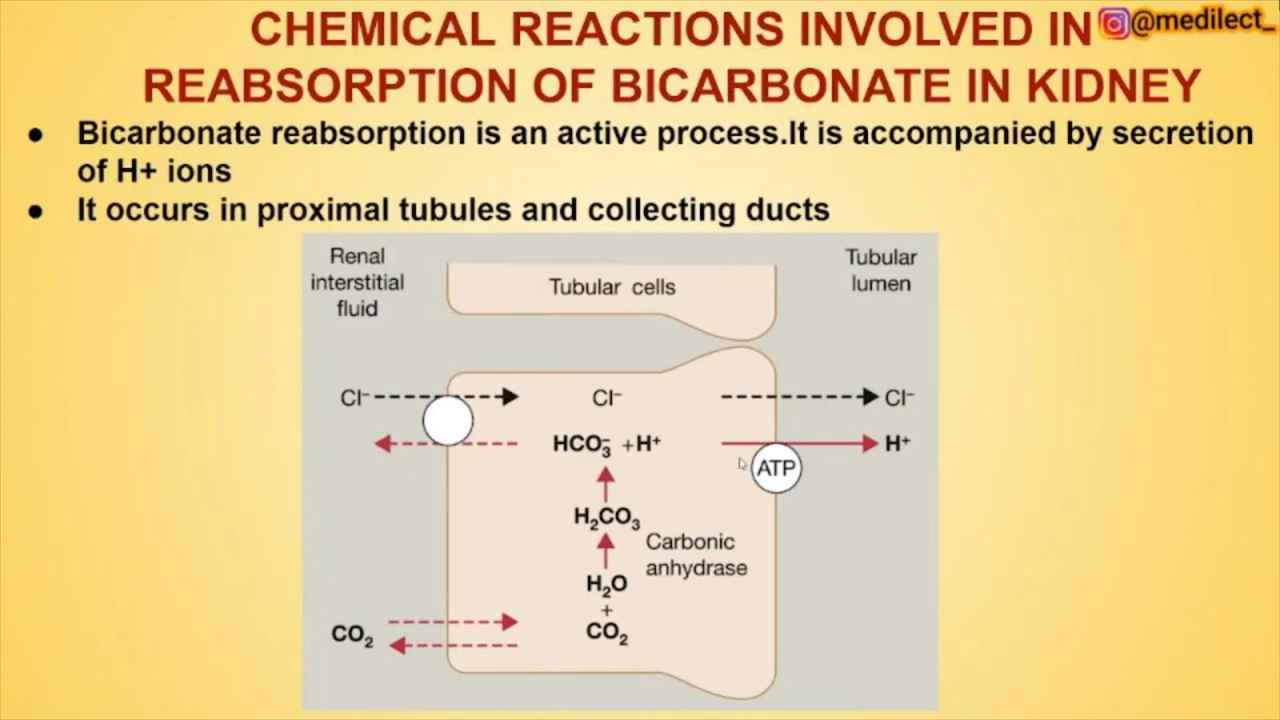 CHEMICAL REACTIONS INVOLVED IN
@medilect_
REABSORPTION OF BICARBONATE IN KIDNEY
● Bicarbonate reabsorption is an active process.It is accompanied by secretion
of H+ ions
● It occurs in proximal tubules and collecting ducts
Renal
interstitial
fluid
Tubular cells
Tubular
lumen
Cl⁻
Cl⁻
Cl⁻
HCO₃⁻ +H⁺
H⁺
ATP
H₂CO₃
Carbonic
anhydrase
H₂O
+
CO₂
CO₂